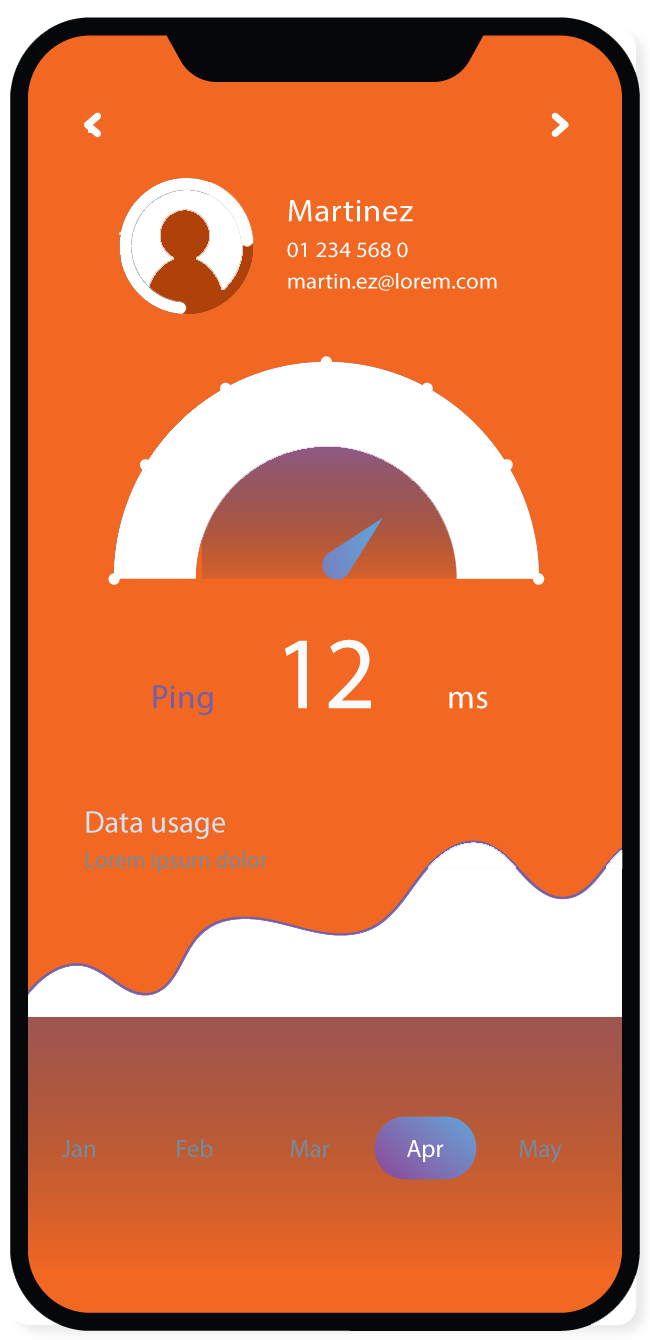 Martinez
01 234 568 0
martin.ez@lorem.com
Ping 12 ms
Data usage
Lorem ipsum dolor
Jan Feb Mar Apr May